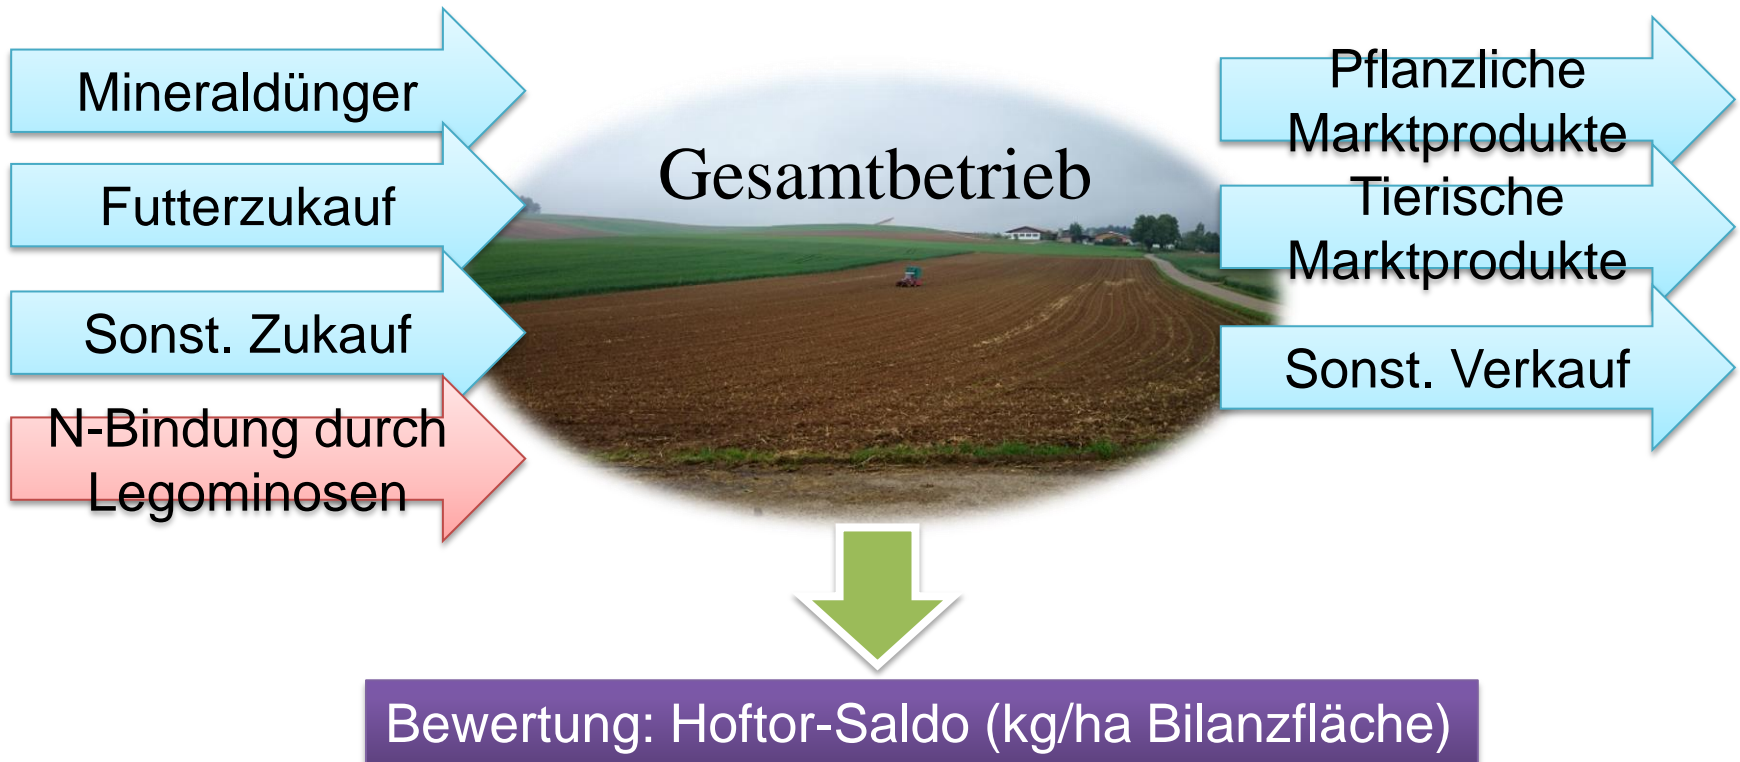 Mineraldünger
Futterzukauf
Sonst. Zukauf
N-Bindung durch
Legominosen
Gesamtbetrieb
Pflanzliche
Marktprodukte
Tierische
Marktprodukte
Sonst. Verkauf
Bewertung: Hoftor-Saldo (kg/ha Bilanzfläche)